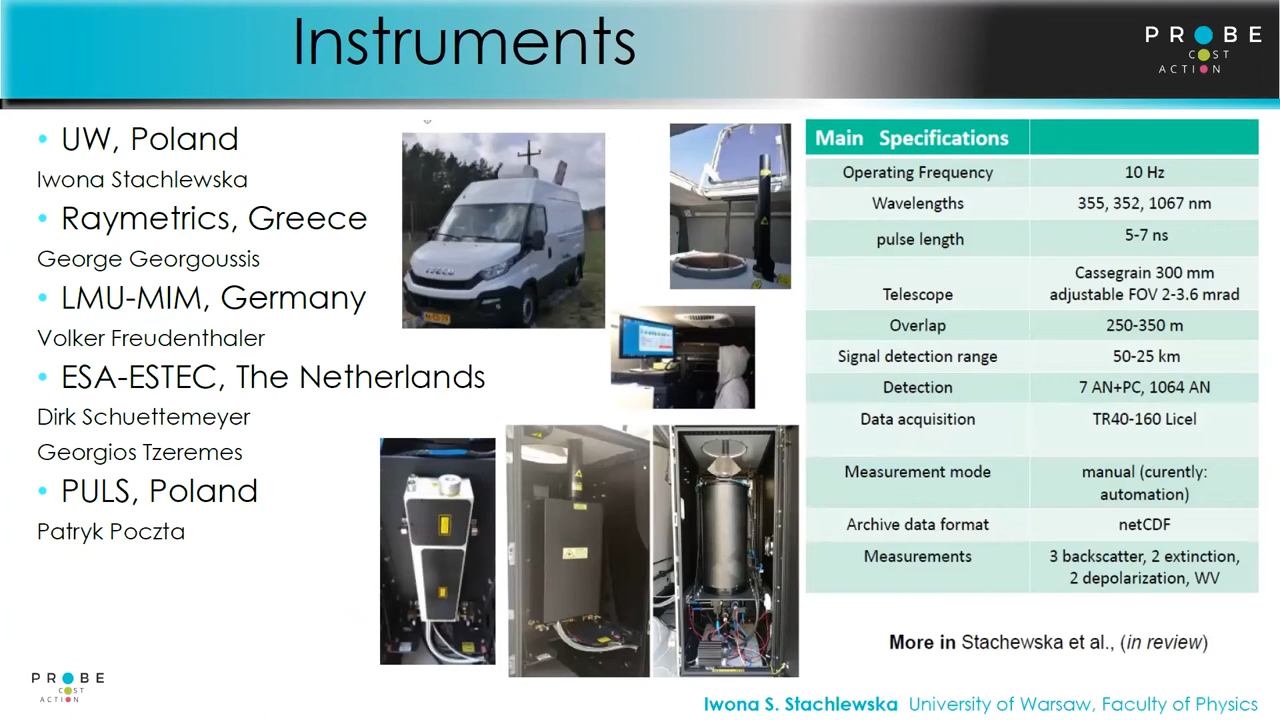 Instruments
PROBE
COST
ACTION
• UW, Poland
Iwona Stachlewska
• Raymetrics, Greece
George Georgoussis
• LMU-MIM, Germany
Volker Freudenthaler
• ESA-ESTEC, The Netherlands
Dirk Schuettemeyer
Georgios Tzeremes
• PULS, Poland
Patryk Poczta
IVECO
Main Specifications
Operating Frequency 10 Hz
Wavelengths 355, 352, 1067 nm
pulse length 5-7 ns
Telescope Cassegrain 300 mm
adjustable FOV 2-3.6 mrad
Overlap 250-350 m
Signal detection range 50-25 km
Detection 7 AN+PC, 1064 AN
Data acquisition TR40-160 Licel
Measurement mode manual (curently:
automation)
Archive data format netCDF
Measurements 3 backscatter, 2 extinction,
2 depolarization, WV
More in Stachewska et al., (in review)
PROBE
COST
ACTION
Iwona S. Stachlewska University of Warsaw, Faculty of Physics